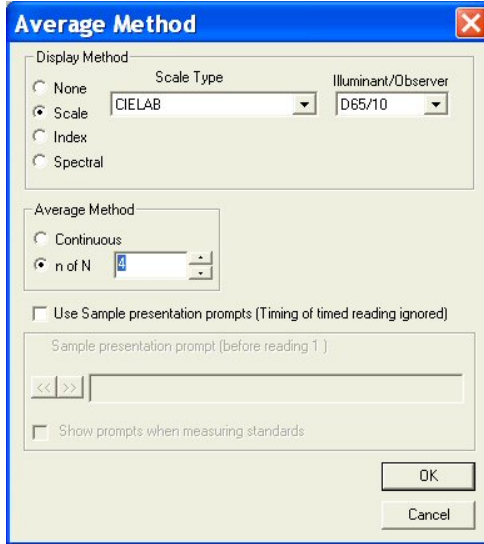 Average Method
Display Method
Scale Type
Illuminant/Observer
None
CIELAB
D65/10
Scale
Index
Spectral
Average Method
Continuous
n of N
4
Use Sample presentation prompts (Timing of timed reading ignored)
Sample presentation prompt (before reading 1 )
<< >>
Show prompts when measuring standards
OK
Cancel